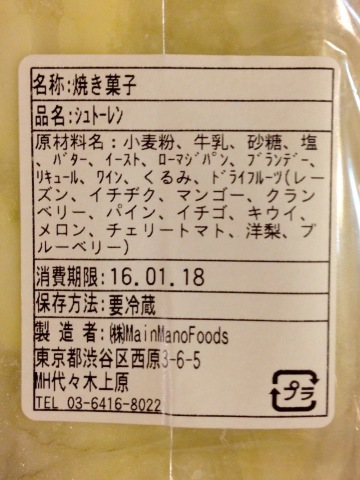 名称:焼き菓子
品名:ｼｭﾄｰﾚﾝ
原材料名：小麦粉、牛乳、砂糖、塩
、ﾊﾞﾀｰ、ｲｰｽﾄ、ﾛｰﾏｼﾞﾊﾟﾝ、ﾌﾞﾗﾝﾃﾞｰ、
ﾘｷｭｰﾙ、ﾜｲﾝ、くるみ、ﾄﾞﾗｲﾌﾙｰﾂ(レー
ズン、イチヂク、マンゴー、クラン
ベリー、パイン、イチゴ、キウイ、
メロン、チェリートマト、洋梨、ブ
ルーベリー)
消費期限:16.01.18
保存方法:要冷蔵
製造者:㈱MainManoFoods
東京都渋谷区西原3-6-5
MH代々木上原
TEL 03-6416-8022
プラ